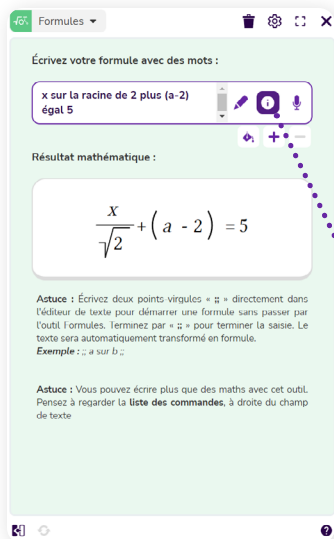 √α Formules
Écrivez votre formule avec des mots :
x sur la racine de 2 plus (a-2)
égal 5
Résultat mathématique :
x/√2 + ( a - 2 ) = 5
Astuce : Écrivez deux points-virgules « ;; » directement dans
l'éditeur de texte pour démarrer une formule sans passer par
l'outil Formules. Terminez par « ;; » pour terminer la saisie. Le
texte sera automatiquement transformé en formule.
Exemple : ;; a sur b ;;
Astuce : Vous pouvez écrire plus que des maths avec cet outil.
Pensez à regarder la liste des commandes, à droite du champ
de texte